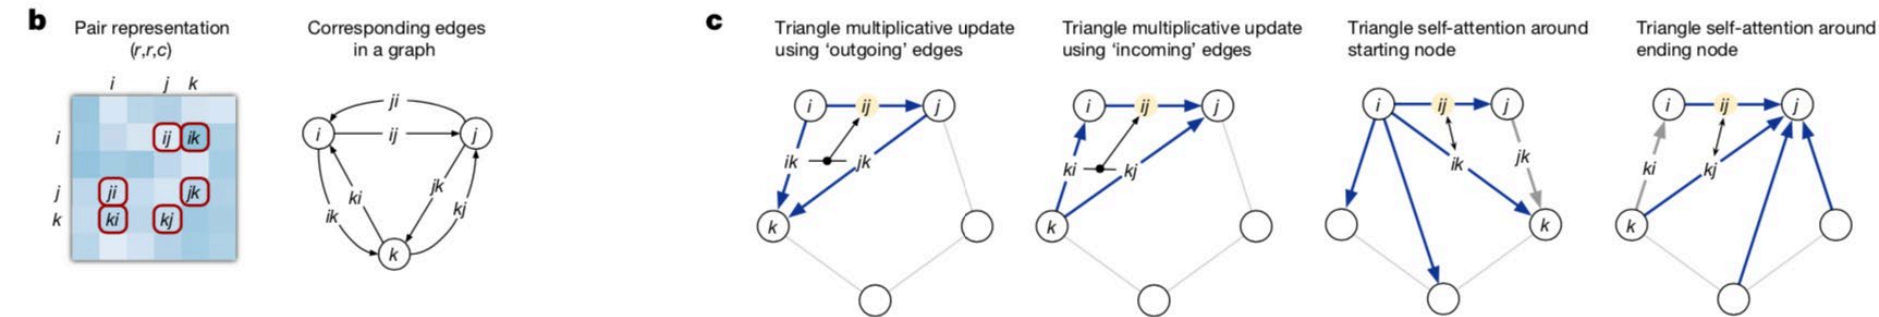 b
Pair representation
(r,r,c)
i j k
i
j
k
ij ik
ji jk
ki kj
Corresponding edges
in a graph
ji
i ij j
ki jk
ik kj
k
c
Triangle multiplicative update
using ‘outgoing’ edges
i ij j
ik jk
k
Triangle multiplicative update
using ‘incoming’ edges
i ij j
ki kj
k
Triangle self-attention around
starting node
i ij j
ik jk
k
Triangle self-attention around
ending node
i ij j
ki kj
k